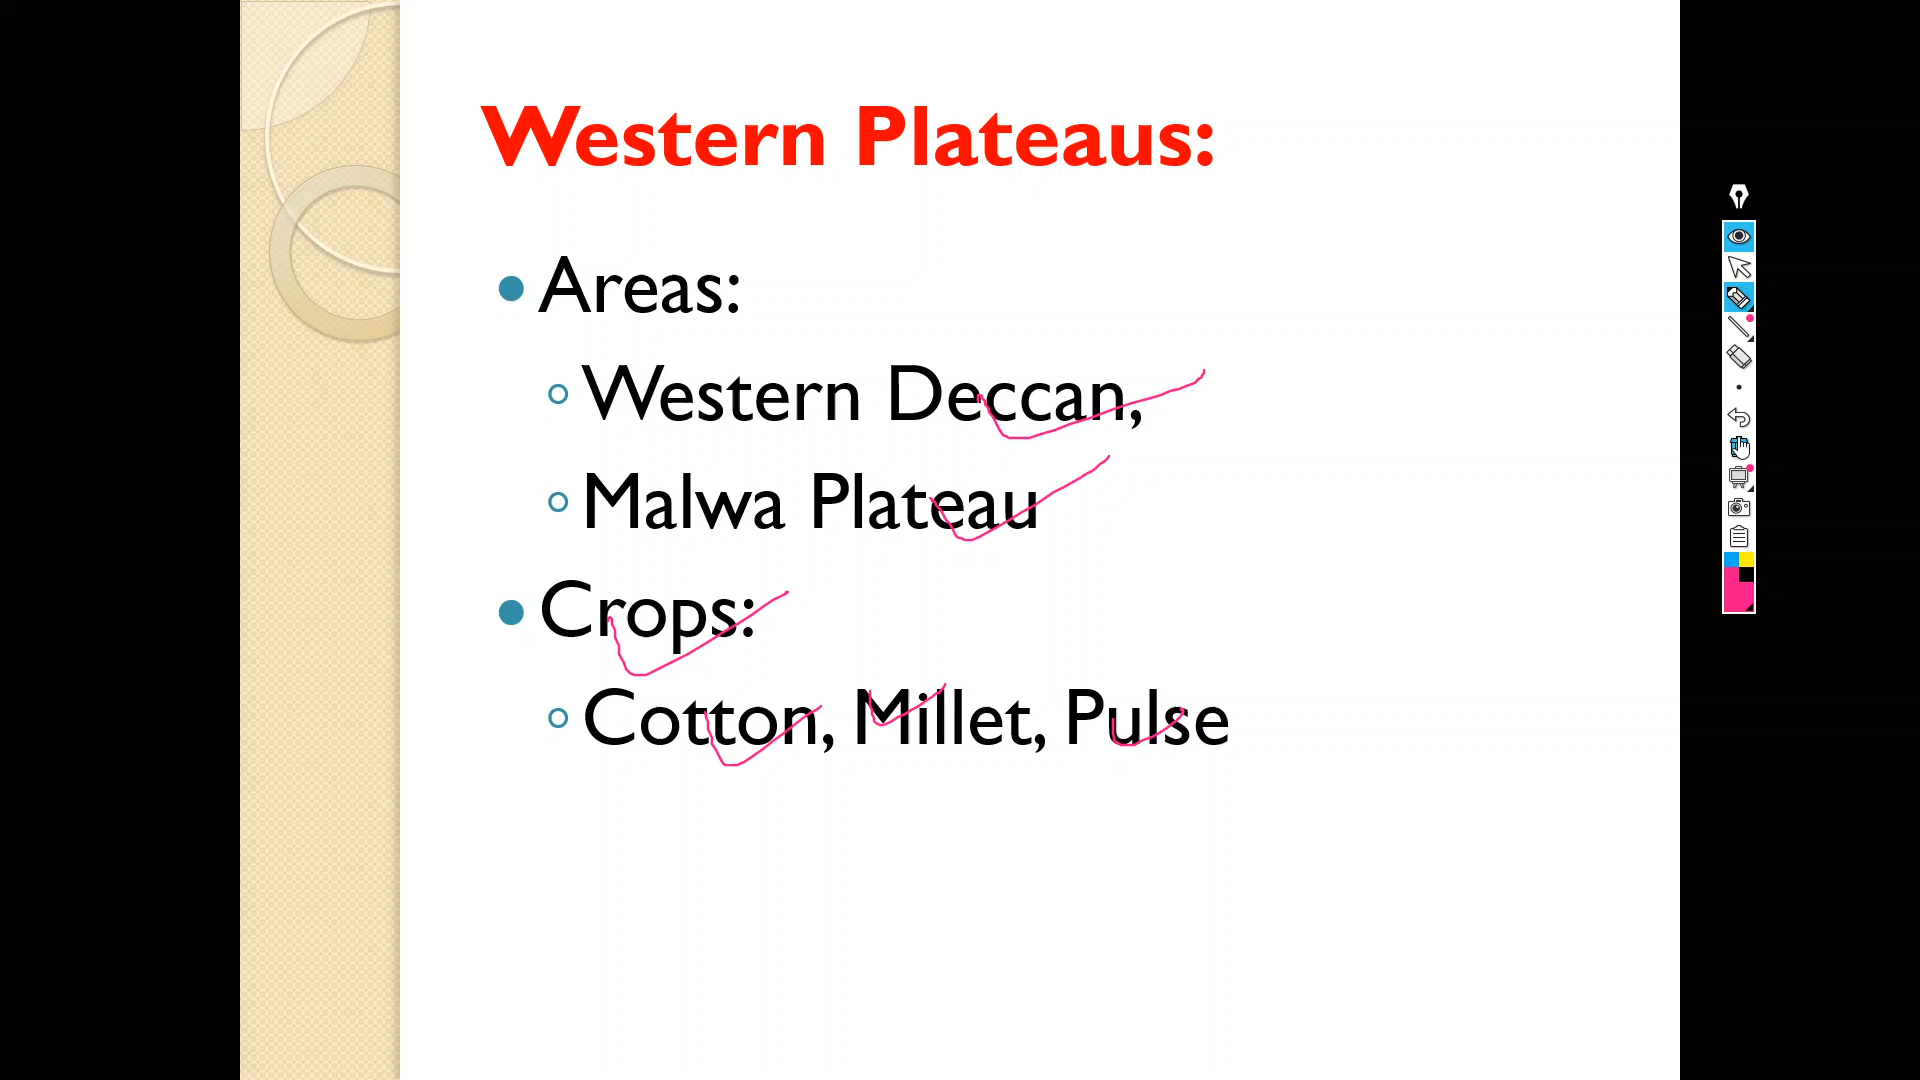 Western Plateaus:
Areas:
Western Deccan,
Malwa Plateau
Crops:
Cotton, Millet, Pulse